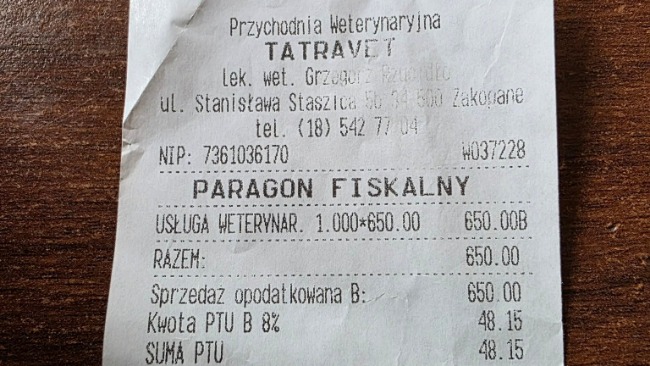 Przychodnia Weterynaryjna
TATRAVET
Lek. wet. Grzegorz
ul. Stanisława Staszica 5b 34-500 Zakopane
tel. (18) 542 77 04
NIP: 7361036170 W037228
PARAGON FISKALNY
USŁUGA WETERYNAR. 1.000*650.00 650.00B
RAZEM: 650.00
Sprzedaż opodatkowana B: 650.00
Kwota PTU B 8% 48.15
SUMA PTU 48.15